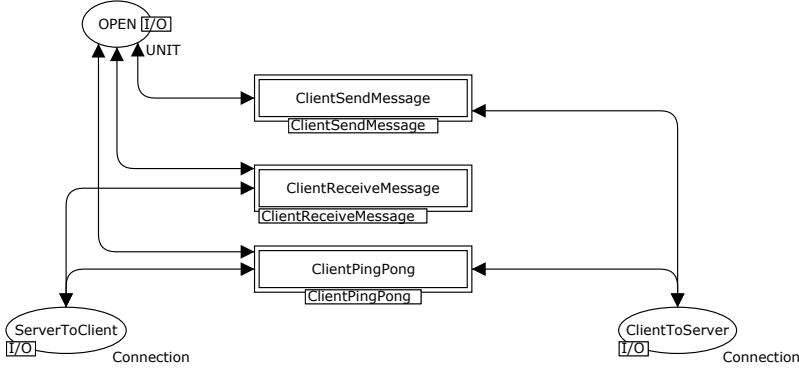 OPEN I/O
UNIT
ClientSendMessage
ClientSendMessage
ClientReceiveMessage
ClientReceiveMessage
ClientPingPong
ClientPingPong
ServerToClient
I/O
Connection
ClientToServer
I/O
Connection